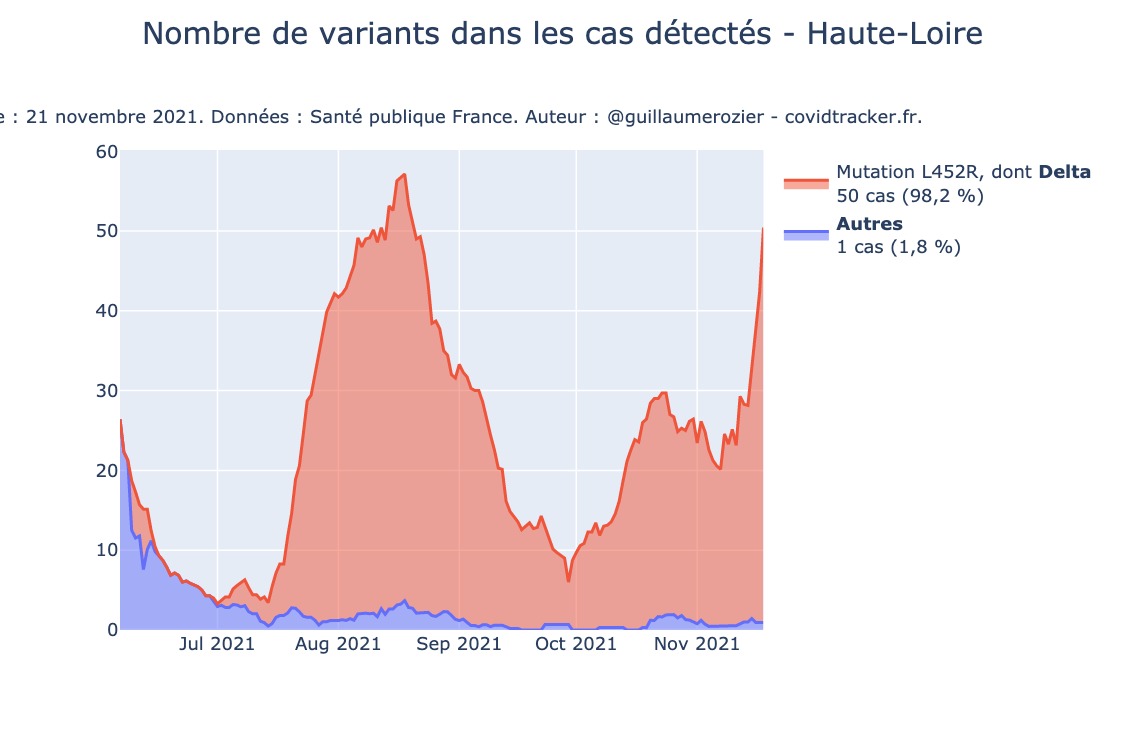 Nombre de variants dans les cas détectés - Haute-Loire
: 21 novembre 2021. Données : Santé publique France. Auteur : @guillaumerozier - covidtracker.fr.
60
50
40
30
20
10
0
Jul 2021 Aug 2021 Sep 2021 Oct 2021 Nov 2021
Mutation L452R, dont Delta
50 cas (98,2 %)
Autres
1 cas (1,8 %)